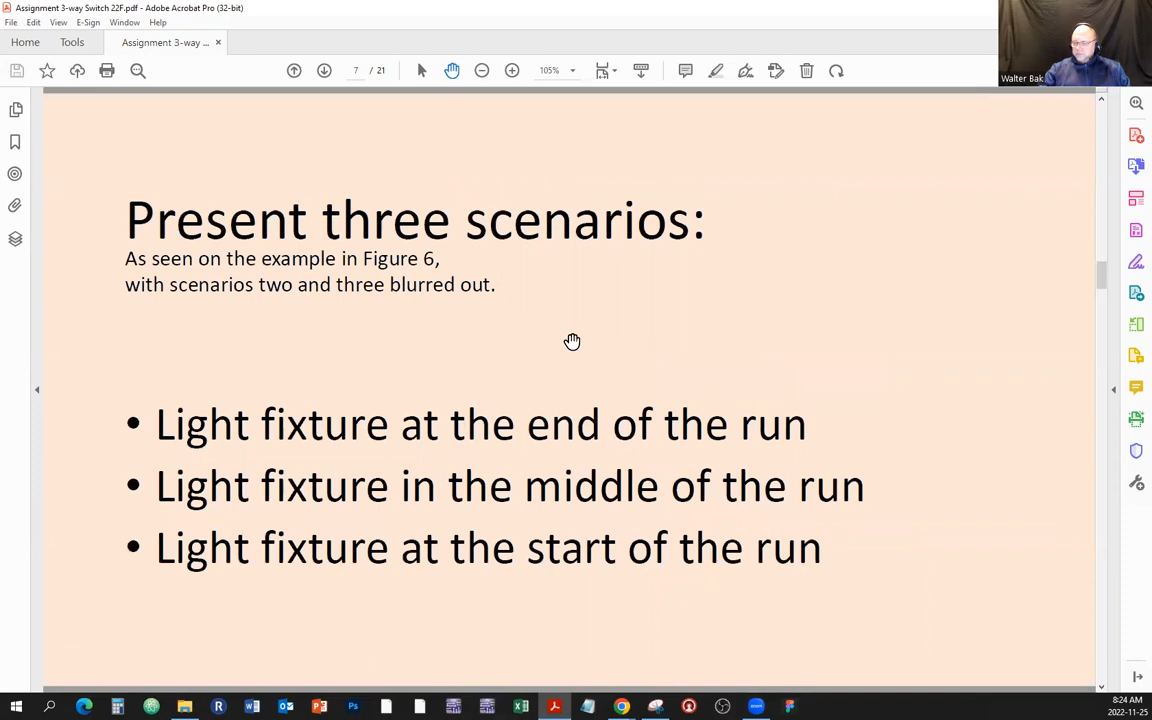 Assignment 3-way Switch 22F.pdf - Adobe Acrobat Pro (32-bit)
File Edit View E-Sign Window Help
Home Tools Assignment 3-way ... ×
7 / 21 105%
Walter Bak
Present three scenarios:
As seen on the example in Figure 6,
with scenarios two and three blurred out.
• Light fixture at the end of the run
• Light fixture in the middle of the run
• Light fixture at the start of the run
8:24 AM
2022-11-25